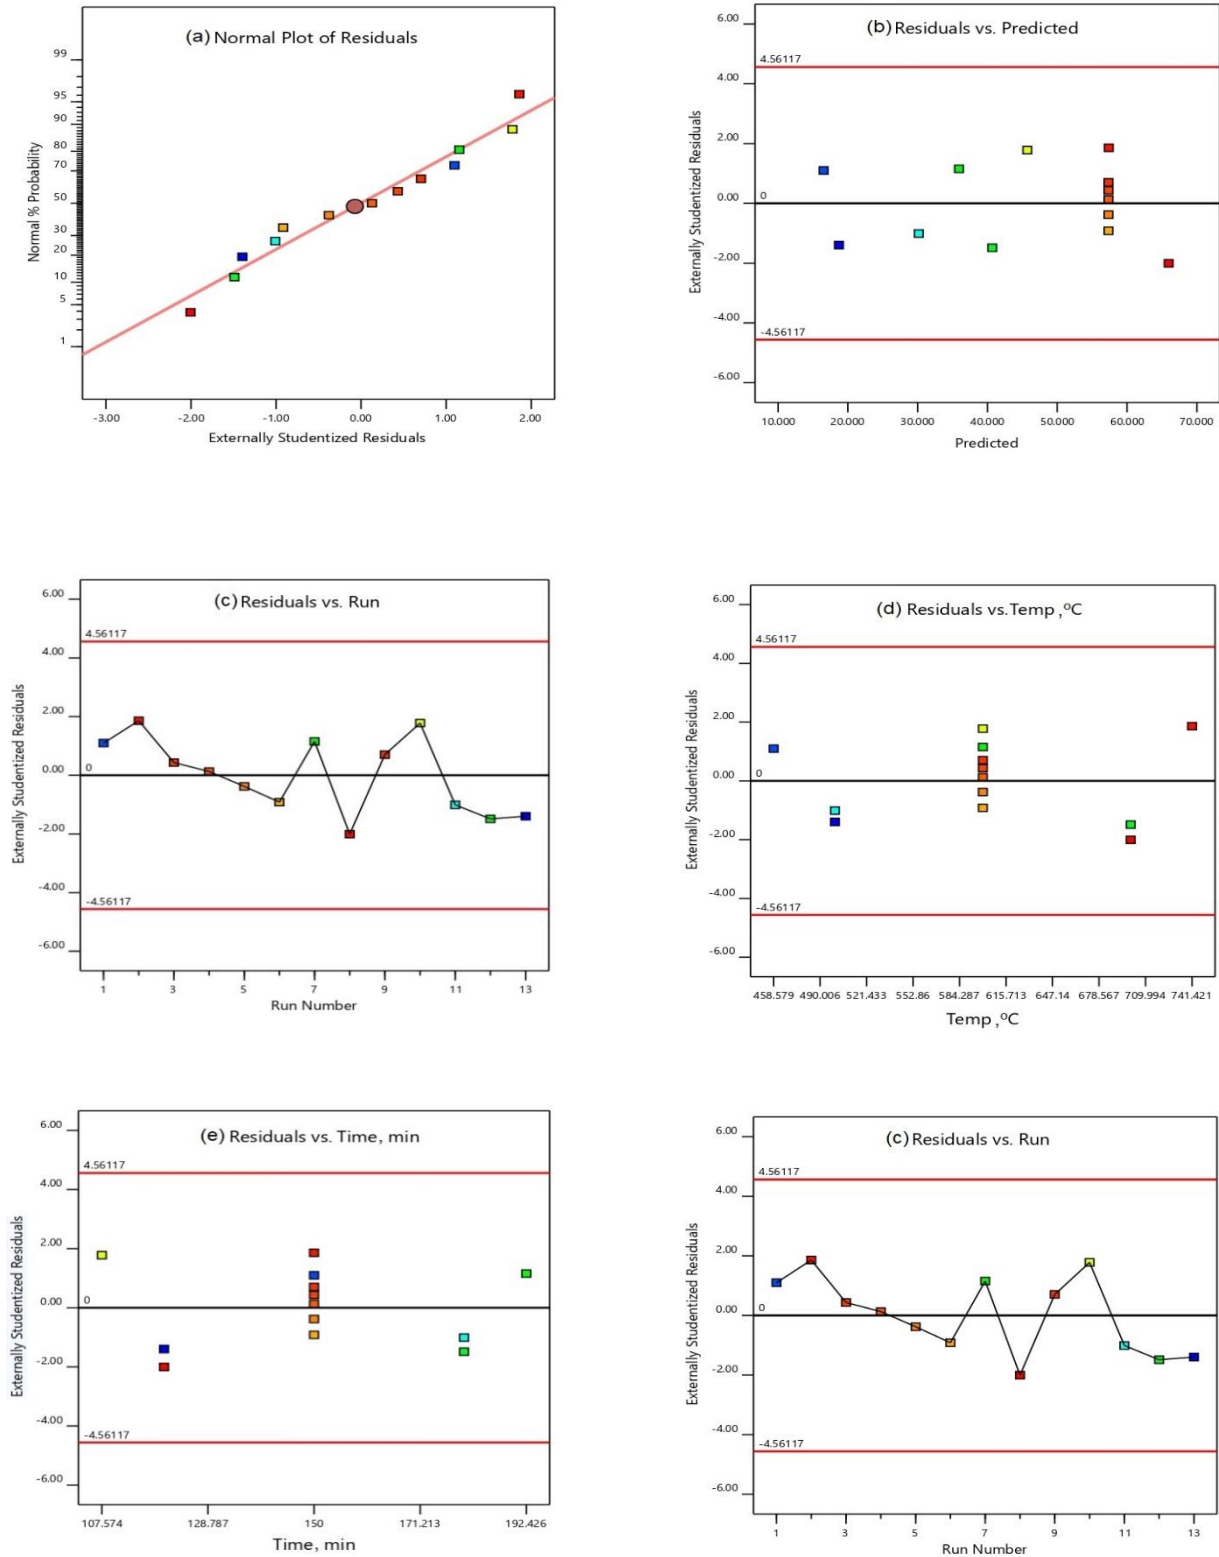 (a) Normal Plot of Residuals
99
95
90
80
70
50
30
20
10
5
1
Normal % Probability
-3.00 -2.00 -1.00 0.00 1.00 2.00
Externally Studentized Residuals
(b) Residuals vs. Predicted
6.00
4.56117
4.00
2.00
0
0.00
-2.00
-4.00
-4.56117
-6.00
Externally Studentized Residuals
10.000 20.000 30.000 40.000 50.000 60.000 70.000
Predicted
(c) Residuals vs. Run
6.00
4.56117
4.00
2.00
0
0.00
-2.00
-4.00
-4.56117
-6.00
Externally Studentized Residuals
1 3 5 7 9 11 13
Run Number
(d) Residuals vs.Temp ,⁰C
6.00
4.56117
4.00
2.00
0
0.00
-2.00
-4.00
-4.56117
-6.00
Externally Studentized Residuals
458.579 490.006 521.433 552.86 584.287 615.713 647.14 678.567 709.994 741.421
Temp ,⁰C
(e) Residuals vs. Time, min
6.00
4.56117
4.00
2.00
0
0.00
-2.00
-4.00
-4.56117
-6.00
Externally Studentized Residuals
107.574 128.787 150 171.213 192.426
Time, min
(c) Residuals vs. Run
6.00
4.56117
4.00
2.00
0
0.00
-2.00
-4.00
-4.56117
-6.00
Externally Studentized Residuals
1 3 5 7 9 11 13
Run Number